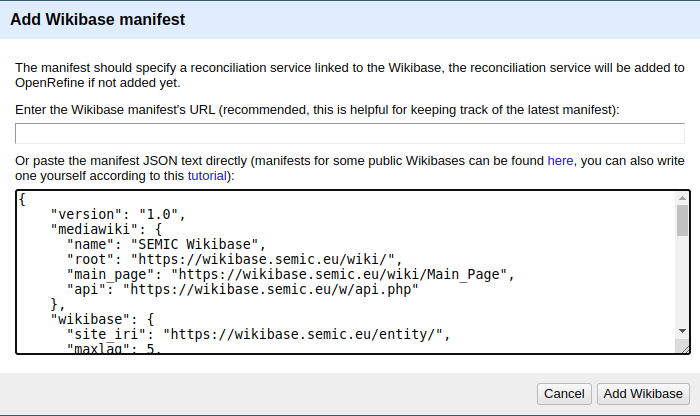 Add Wikibase manifest
The manifest should specify a reconciliation service linked to the Wikibase, the reconciliation service will be added to
OpenRefine if not added yet.
Enter the Wikibase manifest's URL (recommended, this is helpful for keeping track of the latest manifest):
Or paste the manifest JSON text directly (manifests for some public Wikibases can be found here, you can also write
one yourself according to this tutorial):
{
    "version": "1.0",
    "mediawiki": {
      "name": "SEMIC Wikibase",
      "root": "https://wikibase.semic.eu/wiki/",
      "main_page": "https://wikibase.semic.eu/wiki/Main_Page",
      "api": "https://wikibase.semic.eu/w/api.php"
    },
    "wikibase": {
      "site_iri": "https://wikibase.semic.eu/entity/",
      "maxlag": 5,
Cancel Add Wikibase